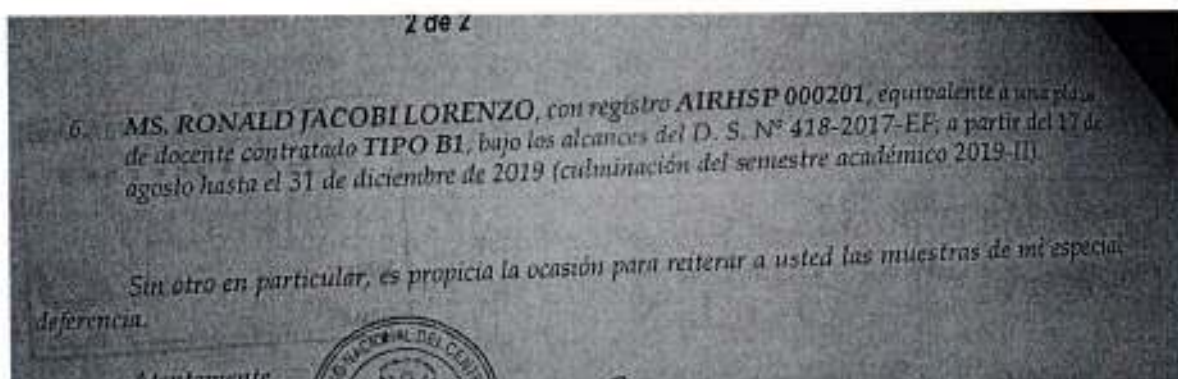 2 de 2
6. MS. RONALD JACOBI LORENZO, con registro AIRHSP 000201, equivalente a una plaza
de docente contratado TIPO B1, bajo los alcances del D. S. Nº 418-2017-EF; a partir del 17 de
agosto hasta el 31 de diciembre de 2019 (culminación del semestre académico 2019-II).
Sin otro en particular, es propicia la ocasión para reiterar a usted las muestras de mi especial
deferencia.
Atentamente
NACIONAL DEL